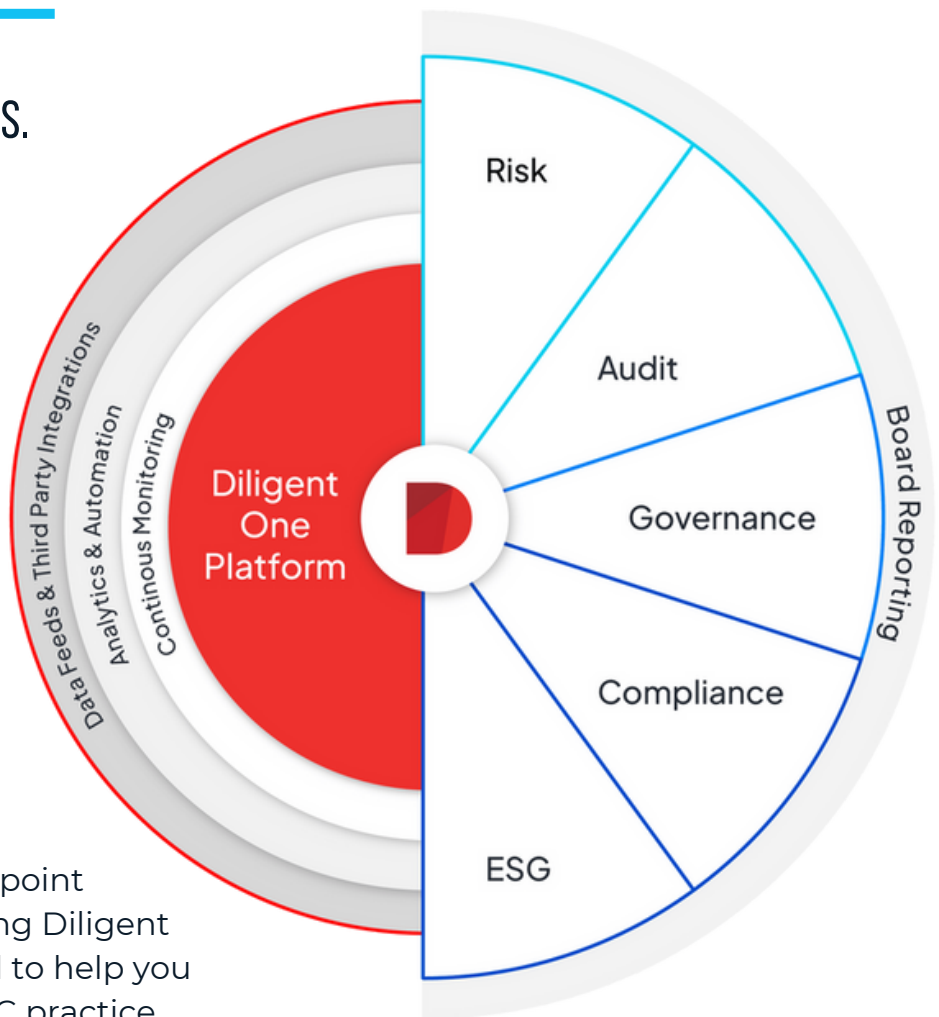 S.
Risk
Audit
Governance
Compliance
ESG
Board Reporting
Data Feeds & Third Party Integrations
Analytics & Automation
Continous Monitoring
Diligent
One
Platform
point
ng Diligent
to help you
C practice